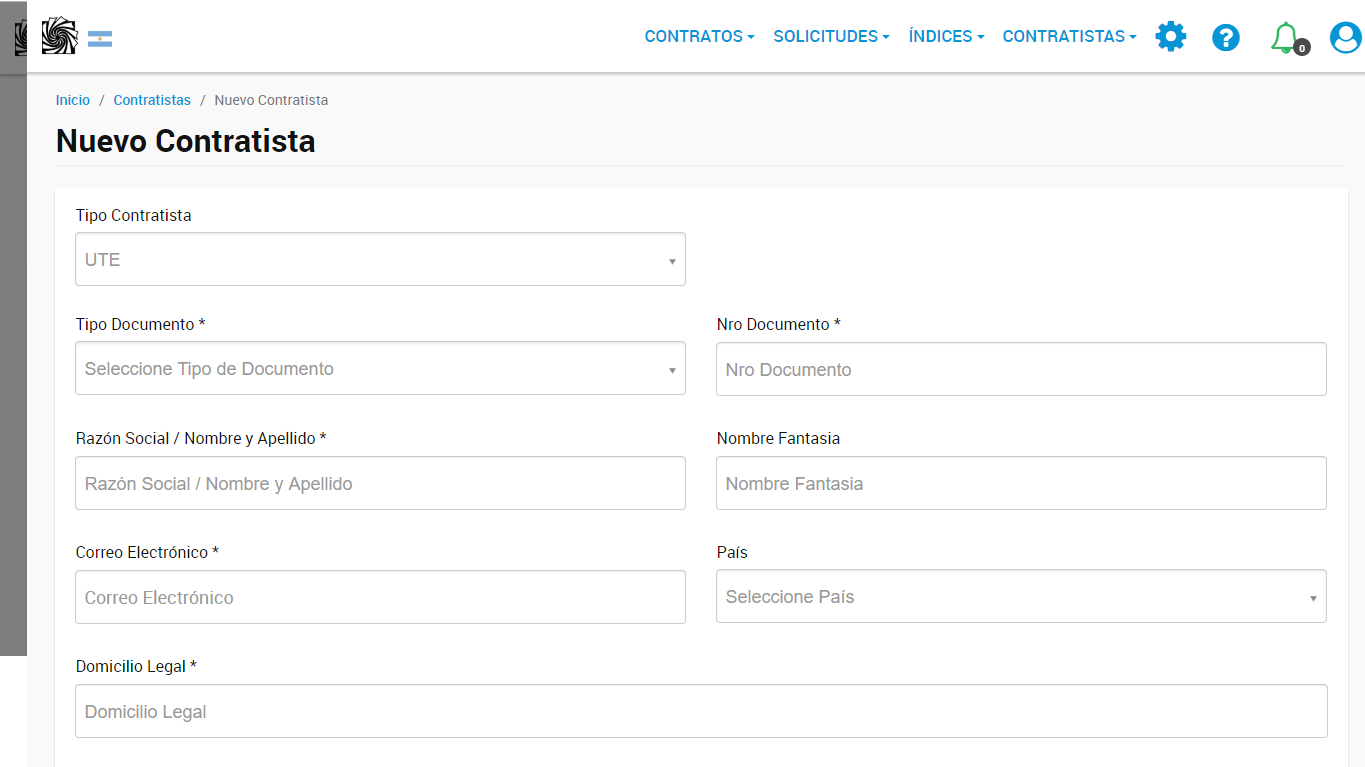 CONTRATOS SOLICITUDES ÍNDICES CONTRATISTAS 0
Inicio / Contratistas / Nuevo Contratista
Nuevo Contratista
Tipo Contratista
UTE
Tipo Documento * Nro Documento *
Seleccione Tipo de Documento Nro Documento
Razón Social / Nombre y Apellido * Nombre Fantasia
Razón Social / Nombre y Apellido Nombre Fantasia
Correo Electrónico * País
Correo Electrónico Seleccione País
Domicilio Legal *
Domicilio Legal